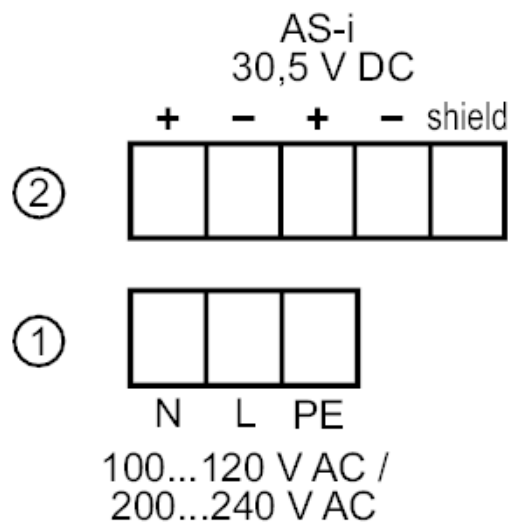 AS-i
30,5 V DC
+ − + − shield
2
1
N L PE
100...120 V AC /
200...240 V AC